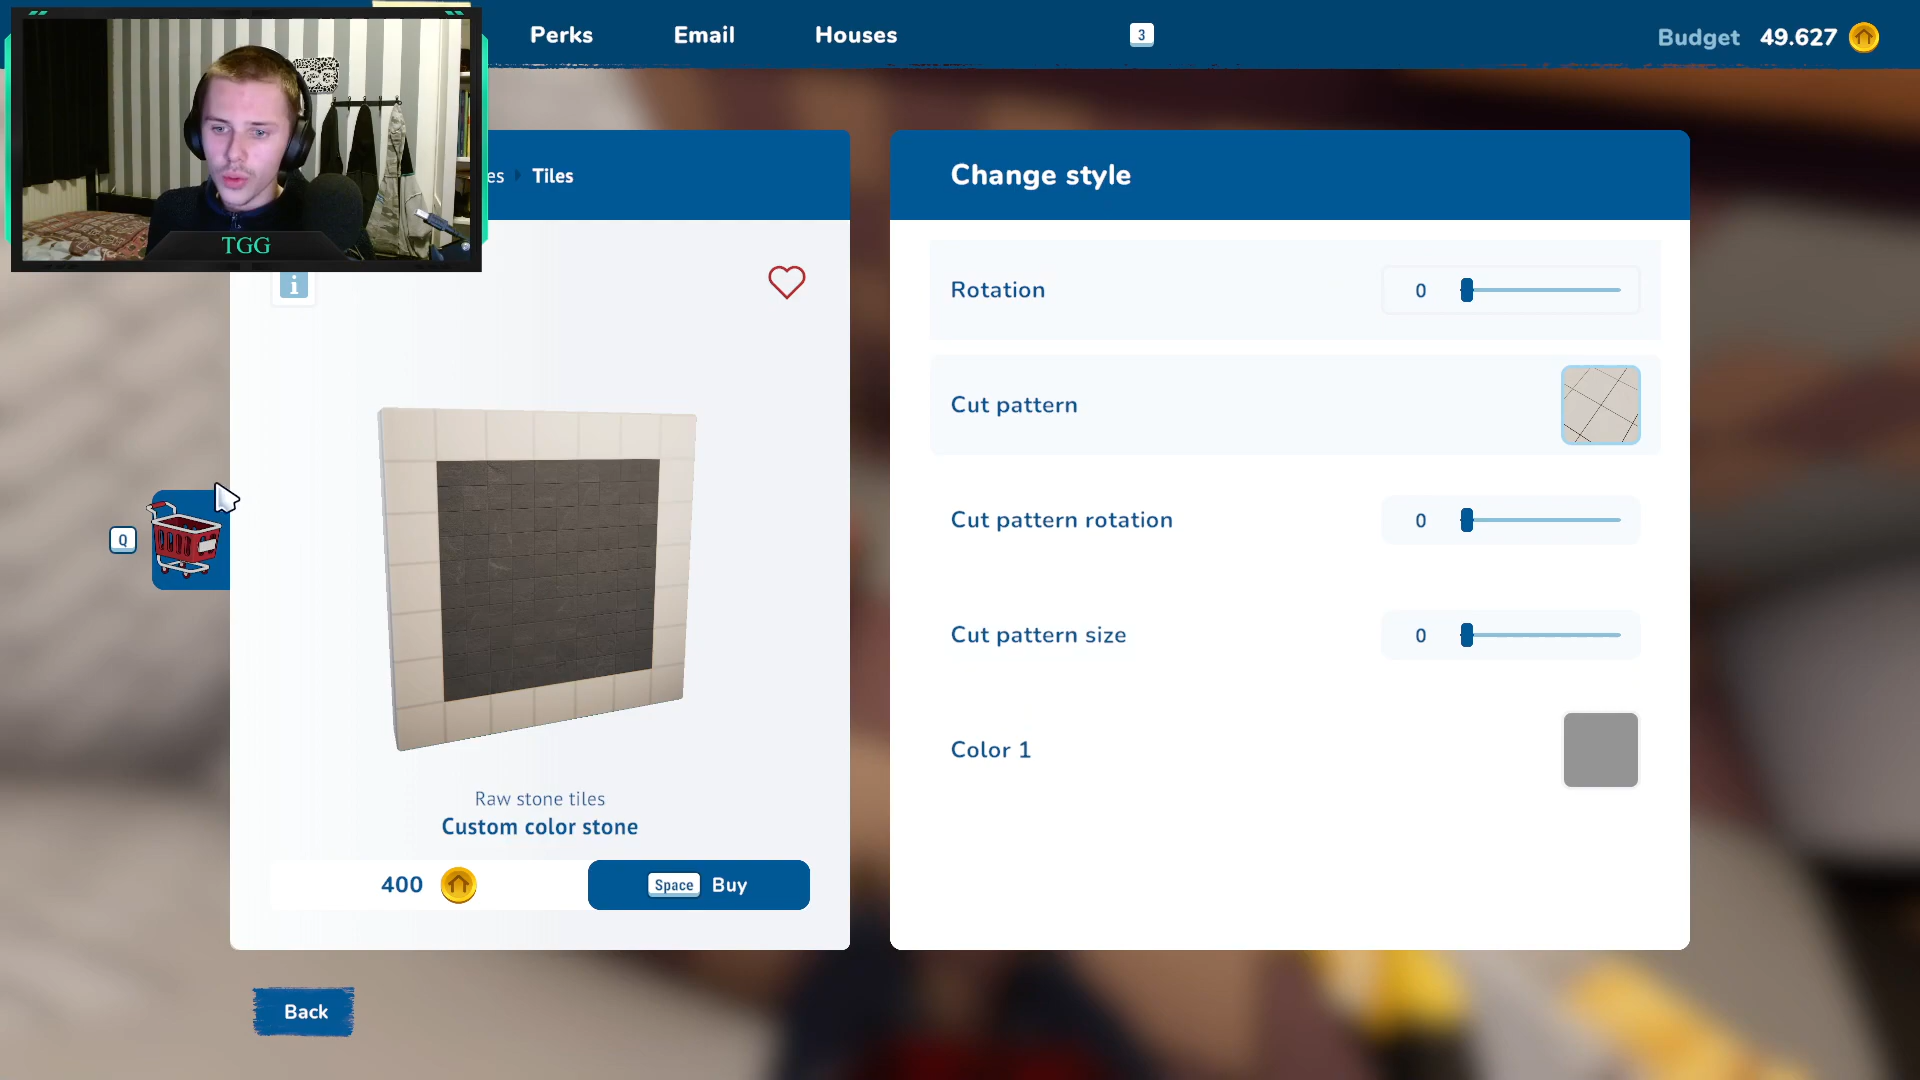 Perks
Email
Houses
3
Budget 49.627
es
Tiles
TGG
i
Q
Raw stone tiles
Custom color stone
400
Space Buy
Back
Change style
Rotation 0
Cut pattern
Cut pattern rotation 0
Cut pattern size 0
Color 1